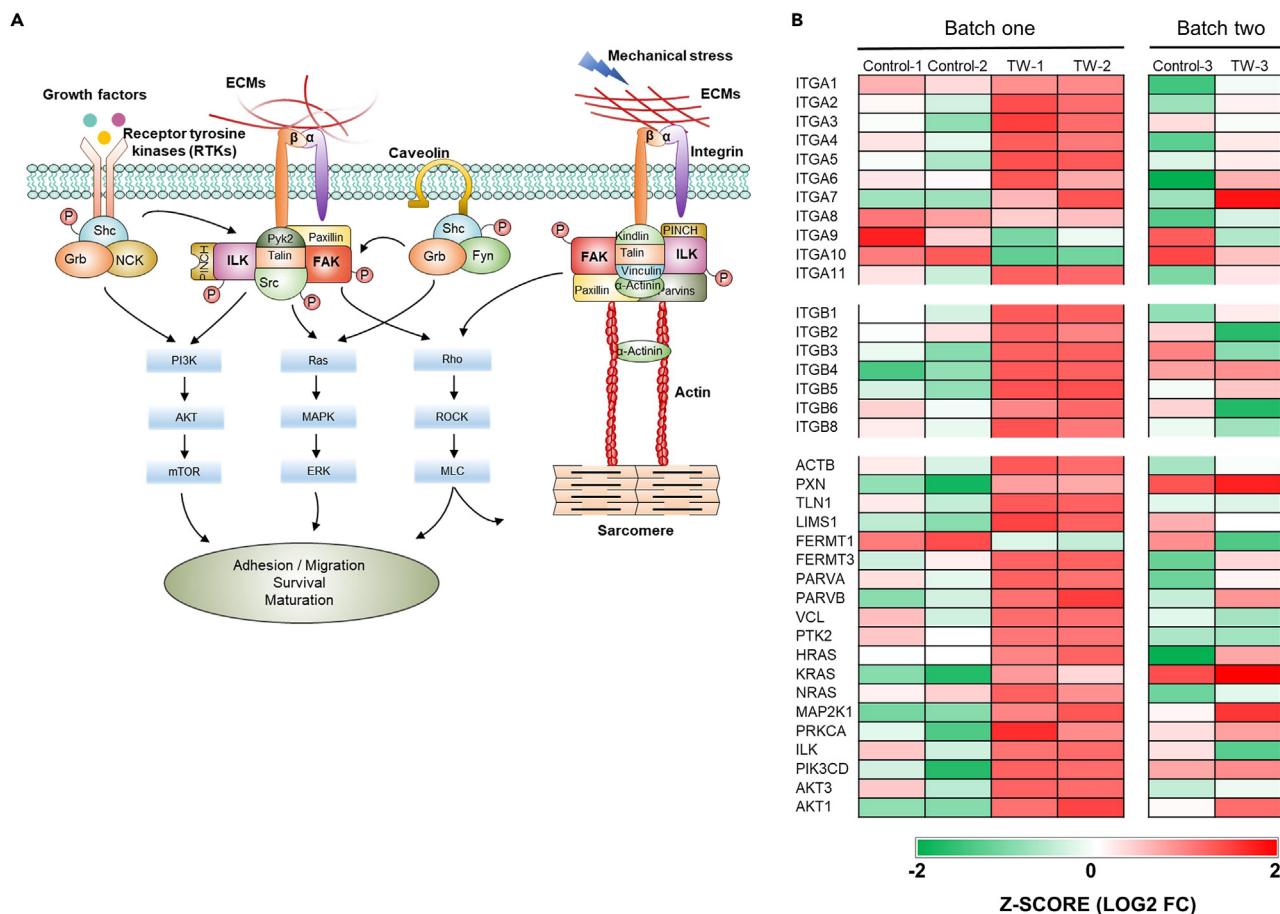 A
Growth factors
Receptor tyrosine
kinases (RTKs)
ECMs
β
α
Caveolin
Mechanical stress
ECMs
β
α
Integrin
P
Shc
Grb
NCK
PINCH
ILK
Pyk2
Talin
Src
Paxillin
FAK
P
P
P
P
Shc
Grb
Fyn
FAK
Kindlin
Talin
Vinculin
α-Actinin
PINCH
ILK
Paxillin
Parvins
P
P
PI3K
Ras
Rho
AKT
MAPK
ROCK
mTOR
ERK
MLC
α-Actinin
Actin
Sarcomere
Adhesion / Migration
Survival
Maturation
B
Batch one
Batch two
Control-1 Control-2 TW-1 TW-2 Control-3 TW-3
ITGA1
ITGA2
ITGA3
ITGA4
ITGA5
ITGA6
ITGA7
ITGA8
ITGA9
ITGA10
ITGA11
ITGB1
ITGB2
ITGB3
ITGB4
ITGB5
ITGB6
ITGB8
ACTB
PXN
TLN1
LIMS1
FERMT1
FERMT3
PARVA
PARVB
VCL
PTK2
HRAS
KRAS
NRAS
MAP2K1
PRKCA
ILK
PIK3CD
AKT3
AKT1
-2 0 2
Z-SCORE (LOG2 FC)